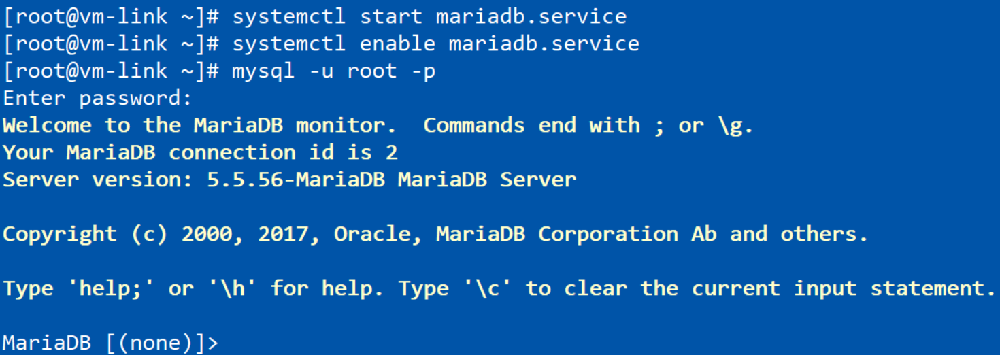 [root@vm-link ~]# systemctl start mariadb.service
[root@vm-link ~]# systemctl enable mariadb.service
[root@vm-link ~]# mysql -u root -p
Enter password:
Welcome to the MariaDB monitor.  Commands end with ; or \g.
Your MariaDB connection id is 2
Server version: 5.5.56-MariaDB MariaDB Server
Copyright (c) 2000, 2017, Oracle, MariaDB Corporation Ab and others.
Type 'help;' or '\h' for help. Type '\c' to clear the current input statement.
MariaDB [(none)]>